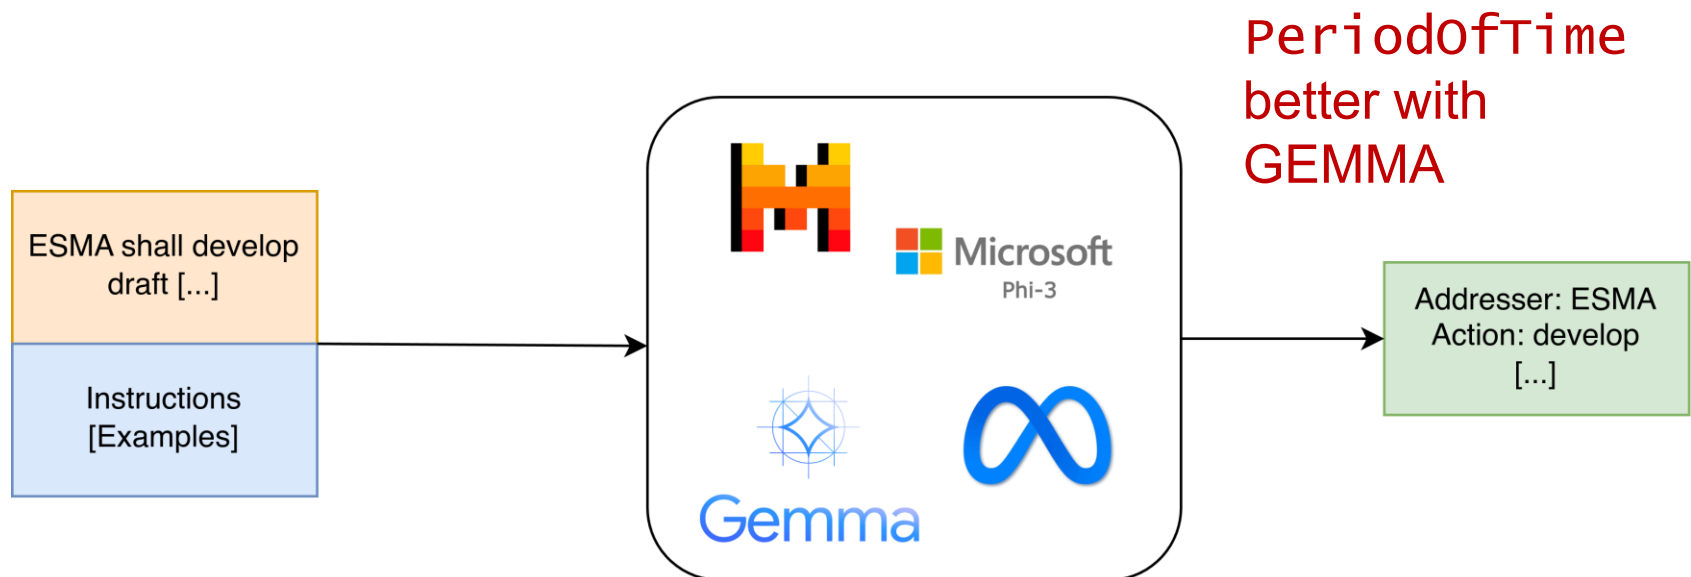 PeriodOfTime
better with
GEMMA
ESMA shall develop
draft [...]
Instructions
[Examples]
Microsoft
Phi-3
Gemma
Addresser: ESMA
Action: develop
[...]